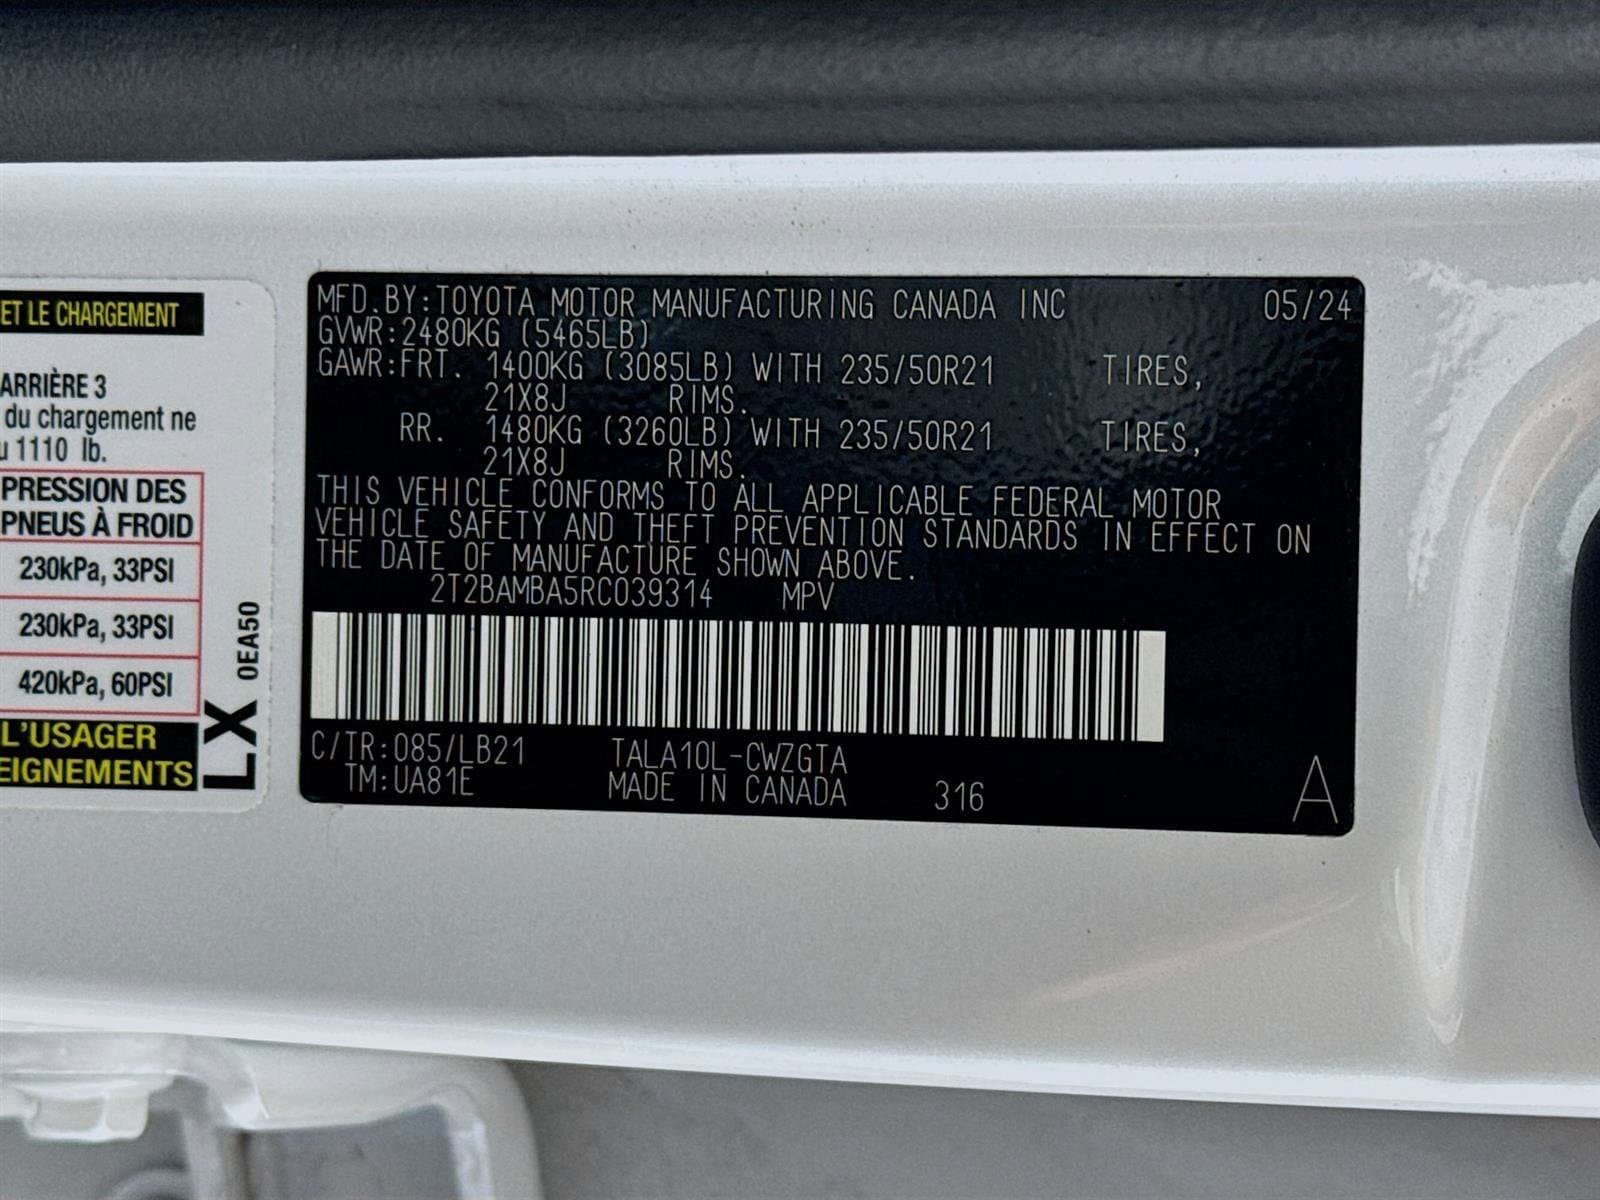 ET LE CHARGEMENT
ARRIÈRE 3
du chargement ne
1110 lb.
PRESSION DES
PNEUS À FROID
230kPa, 33PSI
230kPa, 33PSI
420kPa, 60PSI
L'USAGER
LX 0EA50
MFD.BY:TOYOTA MOTOR MANUFACTURING CANADA INC 05/24
GVWR:2480KG (5465LB)
GAWR:FRT. 1400KG (3085LB) WITH 235/50R21 TIRES,
21X8J RIMS.
RR. 1480KG (3260LB) WITH 235/50R21 TIRES,
21X8J RIMS.
THIS VEHICLE CONFORMS TO ALL APPLICABLE FEDERAL MOTOR
VEHICLE SAFETY AND THEFT PREVENTION STANDARDS IN EFFECT ON
THE DATE OF MANUFACTURE SHOWN ABOVE.
2T2BAMBA5RC039314 MPV
C/TR:085/LB21 TALA10L-CWZGTA
TM:UA81E MADE IN CANADA 316 A